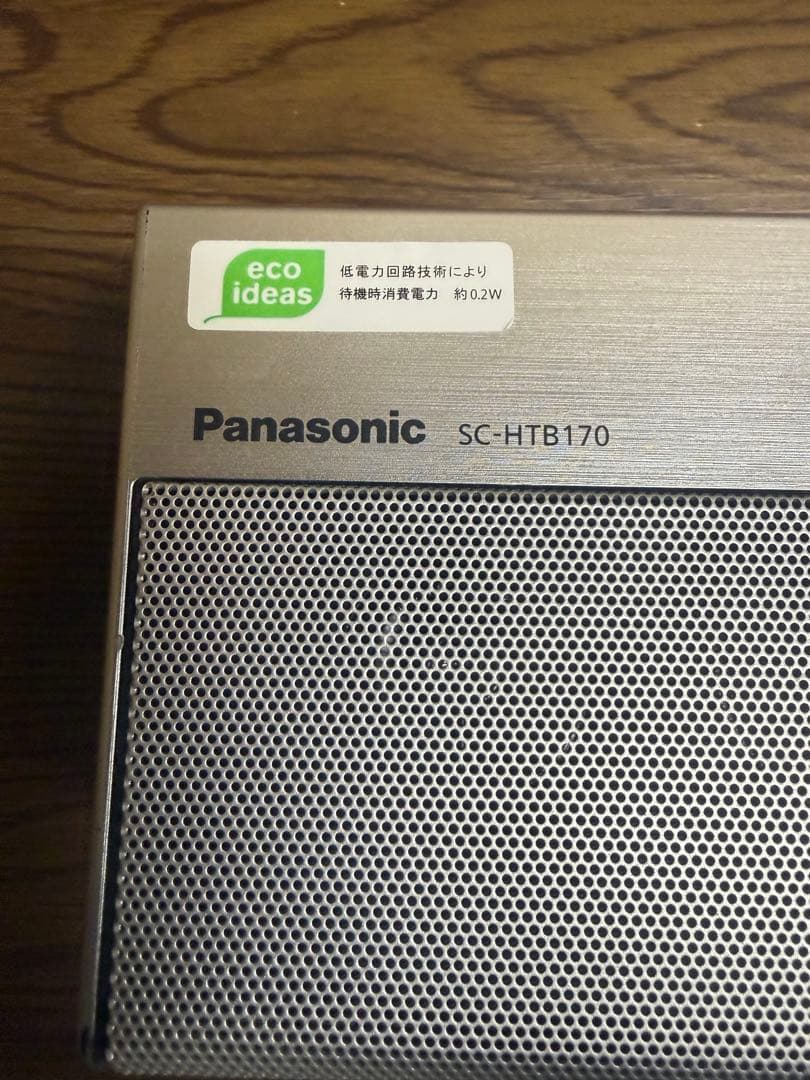 eco
ideas
低電力回路技術により
待機時消費電力 約0.2W
Panasonic SC-HTB170